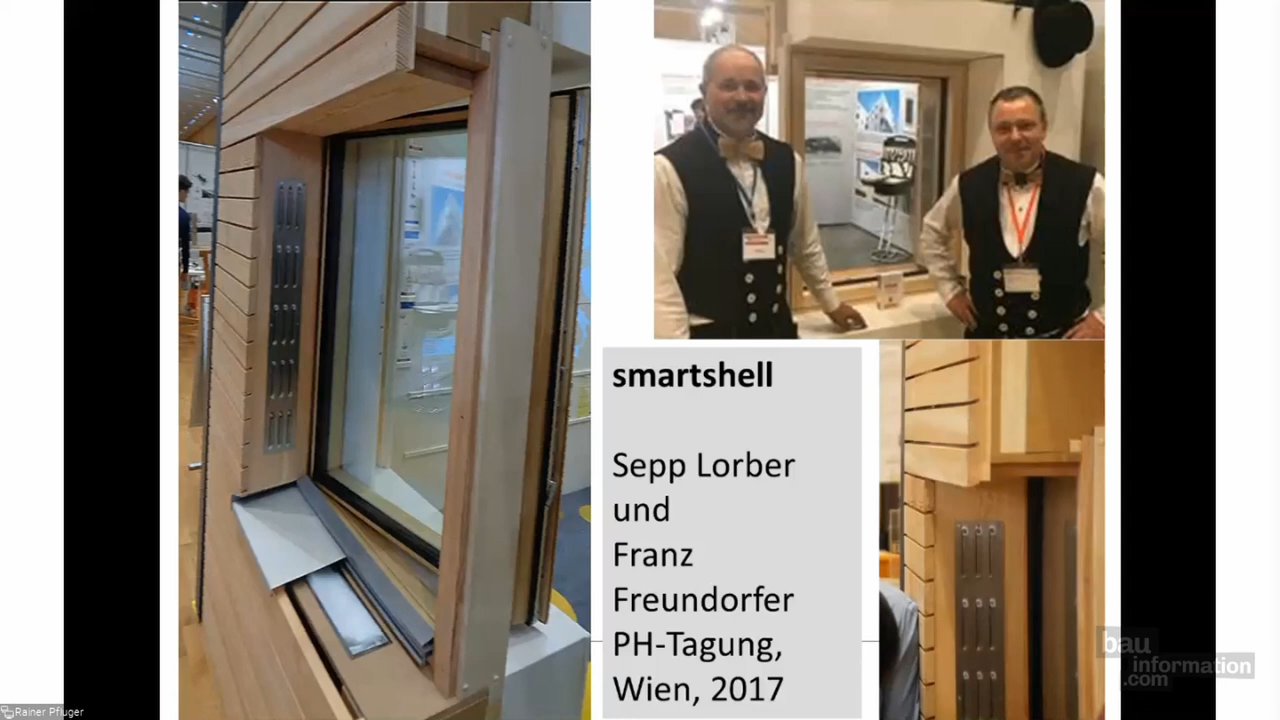 smartshell
Sepp Lorber
und
Franz
Freundorfer
PH-Tagung,
Wien, 2017
bau
information
.com
Rainer Pfluger